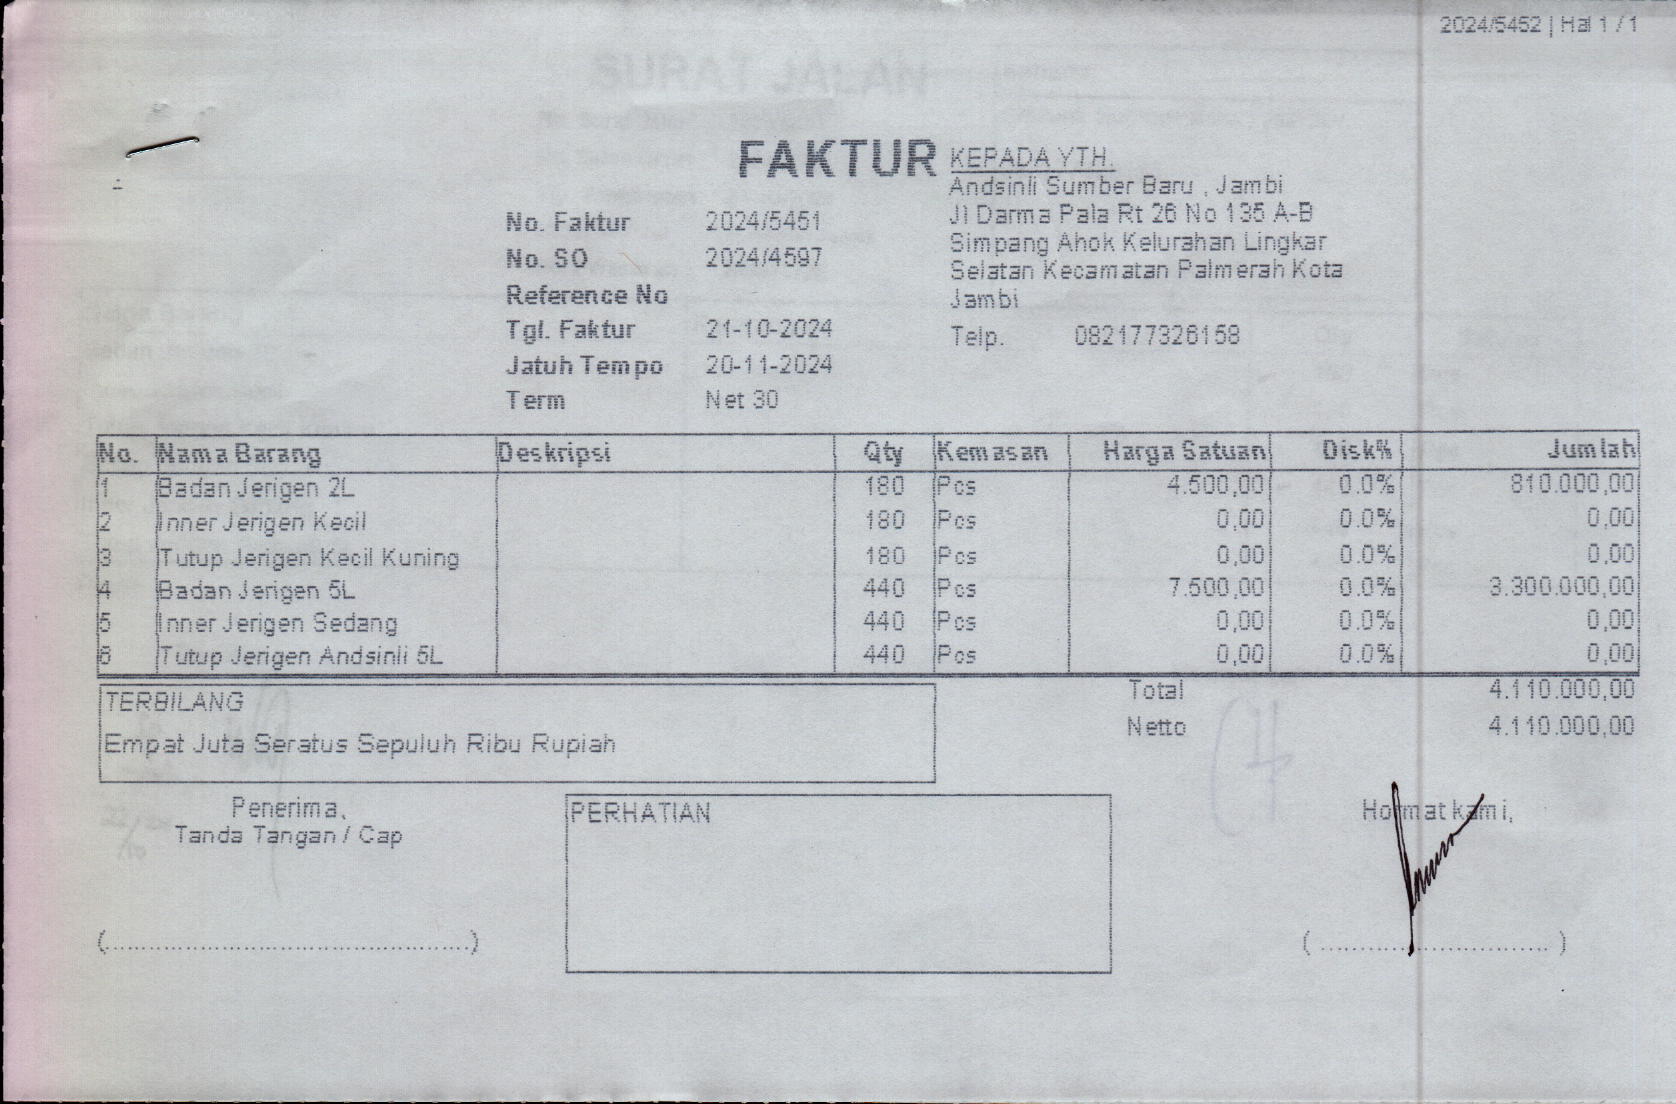 2024/5452 | Hal 1 / 1
FAKTUR
KEPADA YTH.
Andsinli Sumber Baru , Jambi
Jl Darma Pala Rt 26 No 135 A-B
Simpang Ahok Kelurahan Lingkar
Selatan Kecamatan Palmerah Kota
Jambi
Telp. 082177326158
No. Faktur 2024/5451
No. SO 2024/4597
Reference No
Tgl. Faktur 21-10-2024
Jatuh Tempo 20-11-2024
Term Net 30
No. Nama Barang Deskripsi Qty Kemasan Harga Satuan Disk% Jumlah
1 Badan Jerigen 2L 180 Pcs 4.500,00 0.0% 810.000,00
2 Inner Jerigen Kecil 180 Pcs 0,00 0.0% 0,00
3 Tutup Jerigen Kecil Kuning 180 Pcs 0,00 0.0% 0,00
4 Badan Jerigen 5L 440 Pcs 7.500,00 0.0% 3.300.000,00
5 Inner Jerigen Sedang 440 Pcs 0,00 0.0% 0,00
6 Tutup Jerigen Andsinli 5L 440 Pcs 0,00 0.0% 0,00
Total 4.110.000,00
Netto 4.110.000,00
TERBILANG
Empat Juta Seratus Sepuluh Ribu Rupiah
Penerima,
Tanda Tangan / Cap
PERHATIAN
Hormat kami,
SURAT JALAN